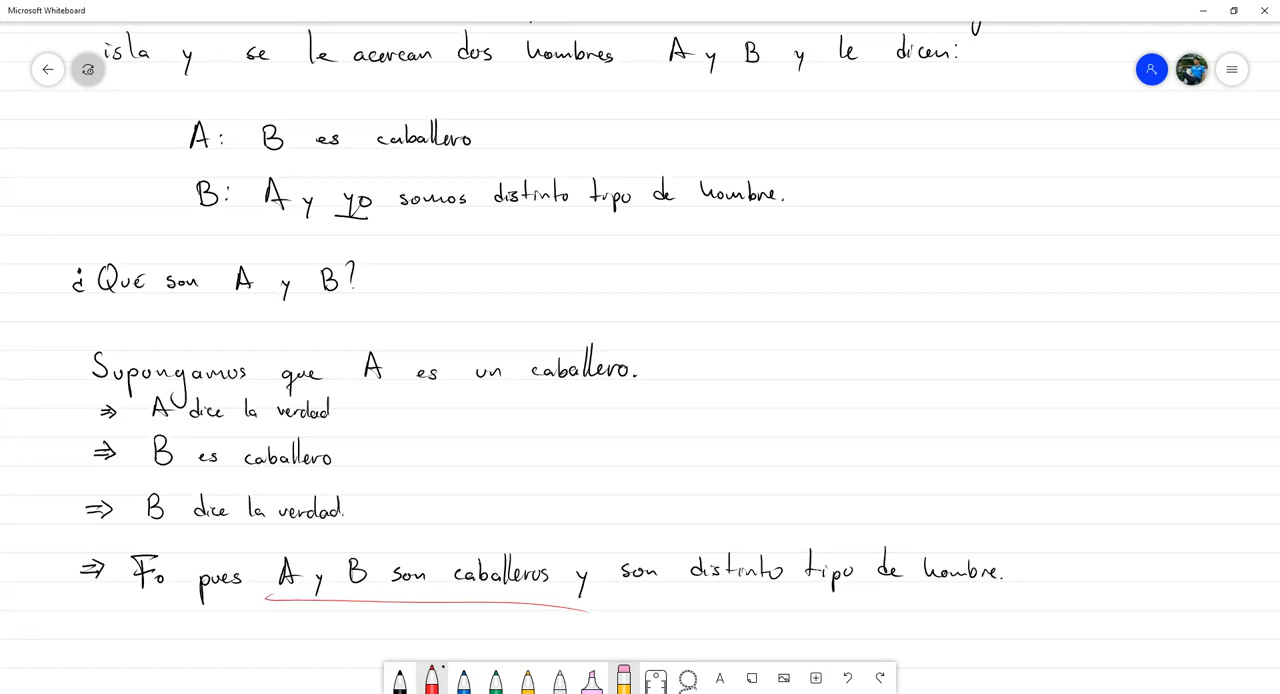 Microsoft Whiteboard
isla y se le acercan dos hombres A y B y le dicen:
A: B es caballero
B: A y yo somos distinto tipo de hombre.
¿Qué son A y B?
Supongamos que A es un caballero.
⇒ A dice la verdad
⇒ B es caballero
⇒ B dice la verdad.
⇒ Fo pues A y B son caballeros y son distinto tipo de hombre.